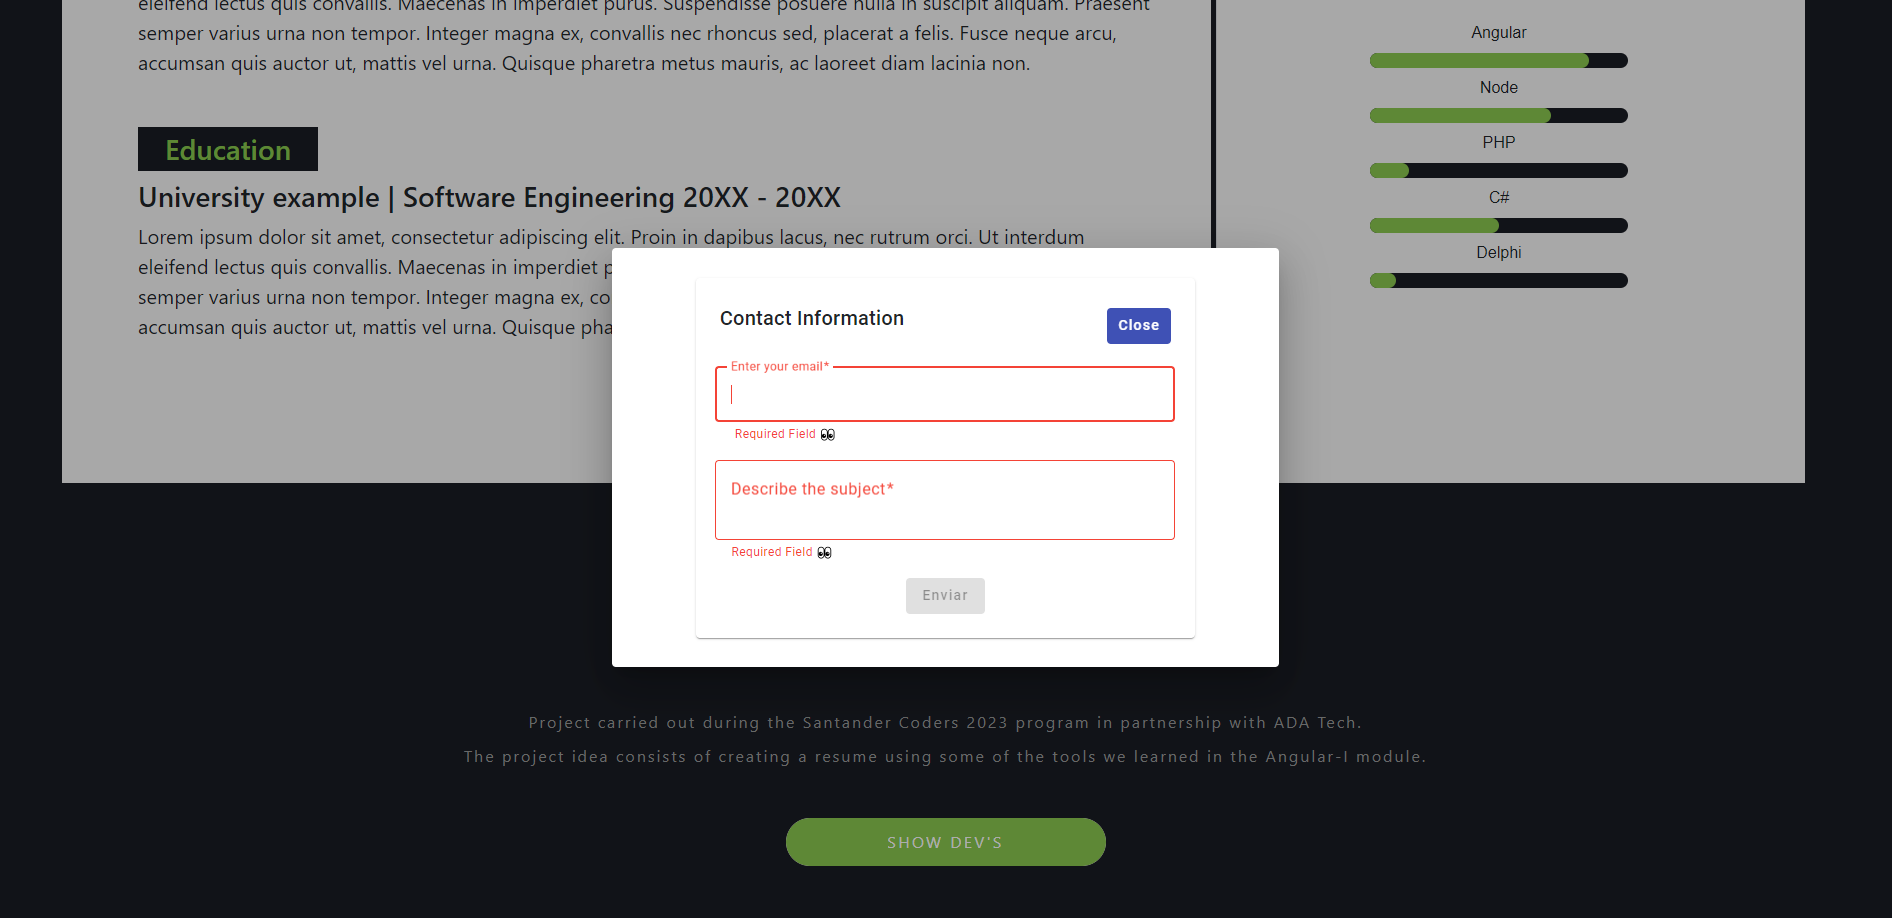 eleifend lectus quis convallis. Maecenas in imperdiet purus. Suspendisse posuere nulla in suscipit aliquam. Praesent
semper varius urna non tempor. Integer magna ex, convallis nec rhoncus sed, placerat a felis. Fusce neque arcu,
accumsan quis auctor ut, mattis vel urna. Quisque pharetra metus mauris, ac laoreet diam lacinia non.
Education
University example | Software Engineering 20XX - 20XX
Lorem ipsum dolor sit amet, consectetur adipiscing elit. Proin in dapibus lacus, nec rutrum orci. Ut interdum
eleifend lectus quis convallis. Maecenas in imperdiet
semper varius urna non tempor. Integer magna ex,
accumsan quis auctor ut, mattis vel urna. Quisque
Angular
Node
PHP
C#
Delphi
Contact Information
Close
Enter your email*
Required Field 👀
Describe the subject*
Required Field 👀
Enviar
Project carried out during the Santander Coders 2023 program in partnership with ADA Tech.
The project idea consists of creating a resume using some of the tools we learned in the Angular-I module.
SHOW DEV'S